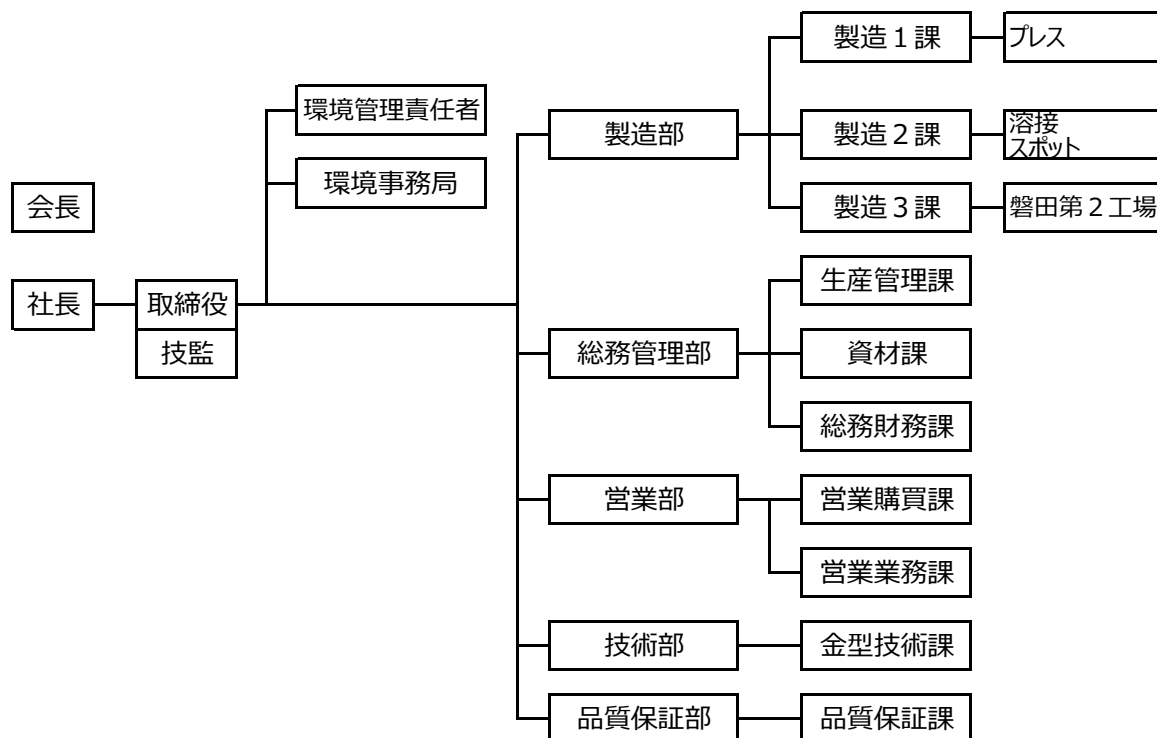 会長
社長
取締役
技監
環境管理責任者
環境事務局
製造部
製造１課
プレス
製造２課
溶接
スポット
製造３課
磐田第２工場
総務管理部
生産管理課
資材課
総務財務課
営業部
営業購買課
営業業務課
技術部
金型技術課
品質保証部
品質保証課